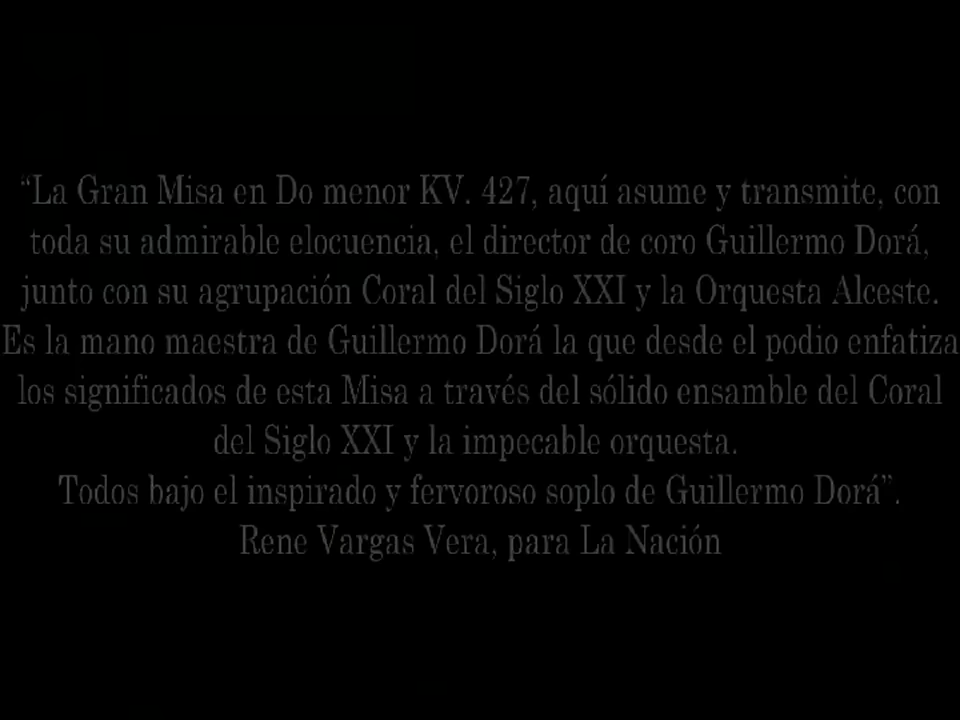 “La Gran Misa en Do menor KV. 427, aquí asume y transmite, con
toda su admirable elocuencia, el director de coro Guillermo Dorá,
junto con su agrupación Coral del Siglo XXI y la Orquesta Alceste.
Es la mano maestra de Guillermo Dorá la que desde el podio enfatiza
los significados de esta Misa a través del sólido ensamble del Coral
del Siglo XXI y la impecable orquesta.
Todos bajo el inspirado y fervoroso soplo de Guillermo Dorá”.
Rene Vargas Vera, para La Nación